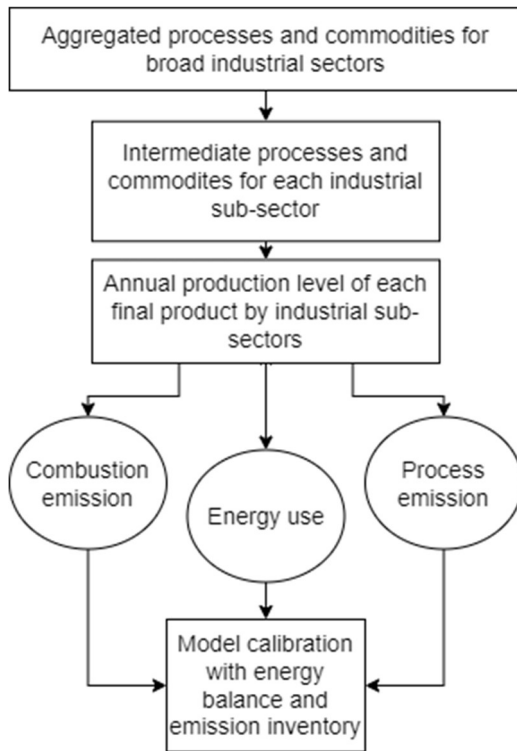 Aggregated processes and commodities for
broad industrial sectors
Intermediate processes and
commodites for each industrial
sub-sector
Annual production level of each
final product by industrial sub-
sectors
Combustion
emission
Energy use
Process
emission
Model calibration
with energy
balance and
emission inventory